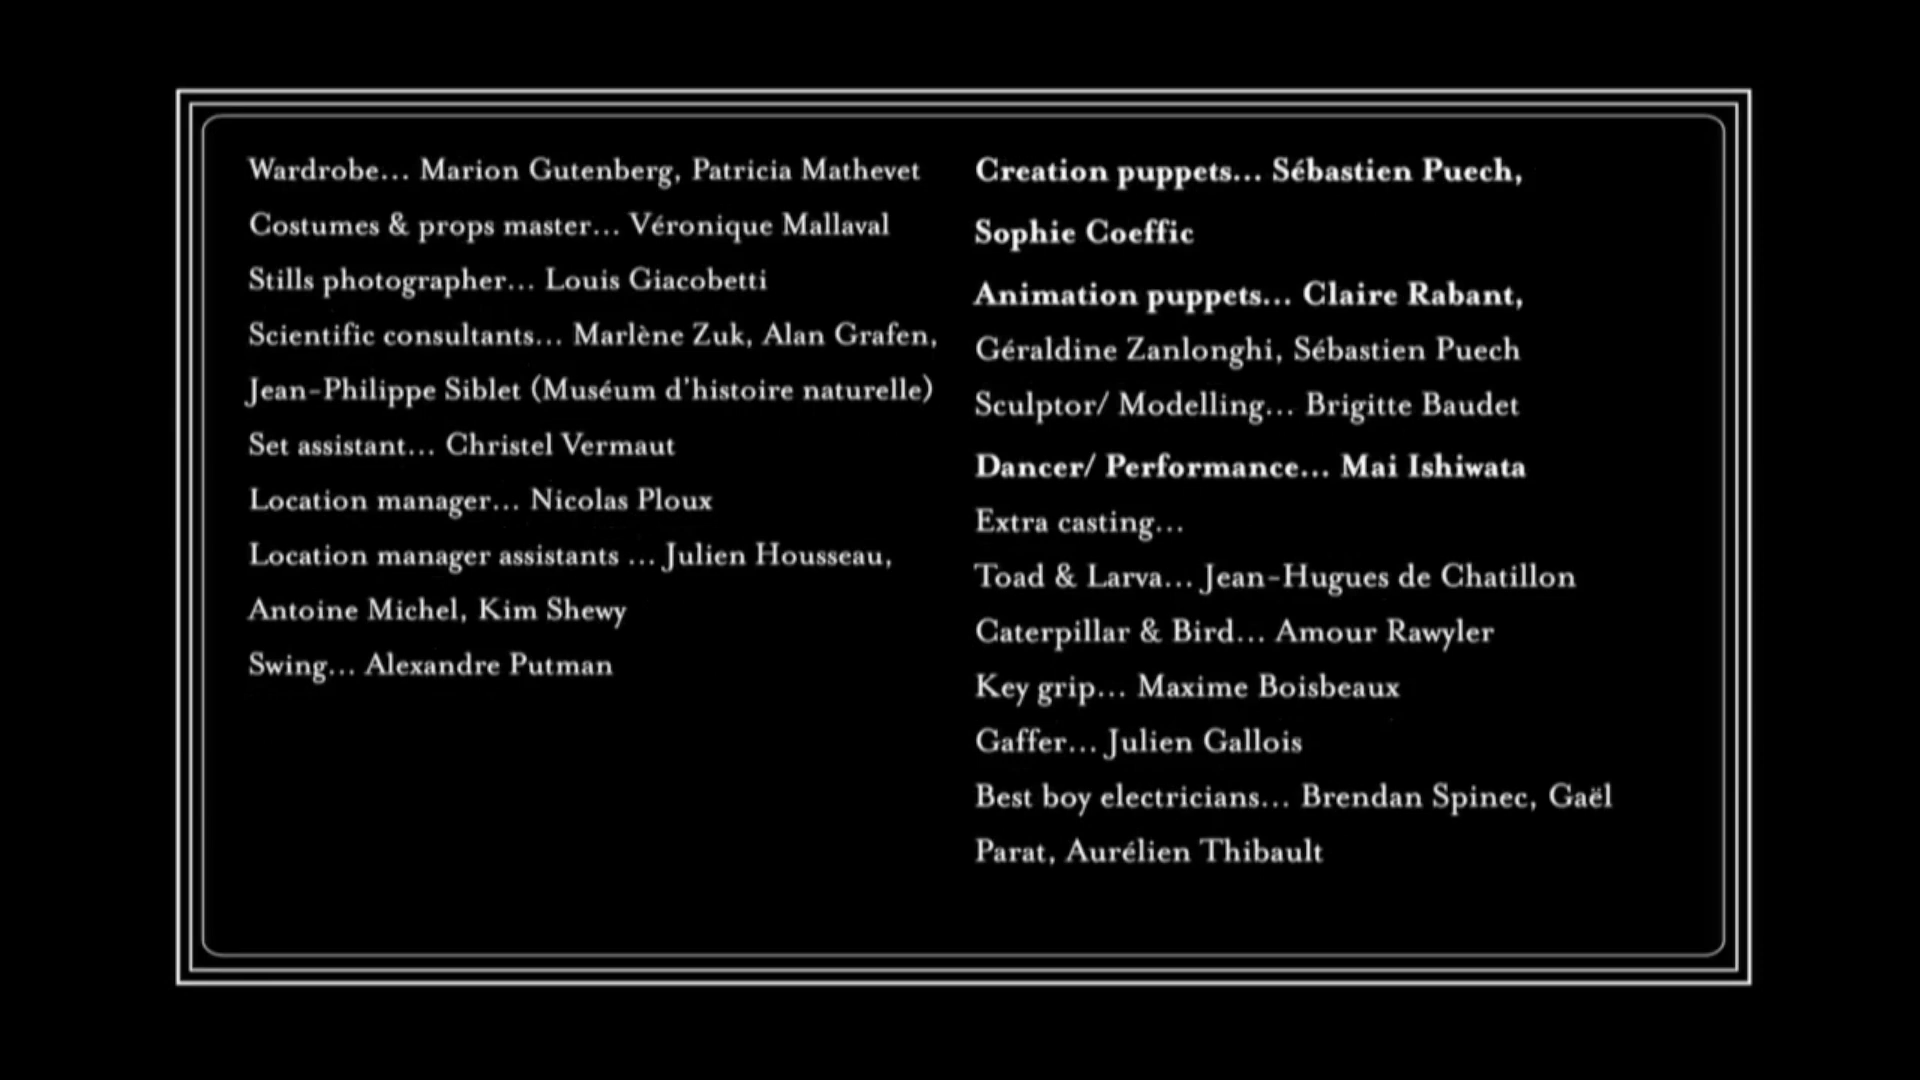 Wardrobe... Marion Gutenberg, Patricia Mathevet
Costumes & props master... Véronique Mallaval
Stills photographer... Louis Giacobetti
Scientific consultants... Marlène Zuk, Alan Grafen,
Jean-Philippe Siblet (Muséum d'histoire naturelle)
Set assistant... Christel Vermaut
Location manager... Nicolas Ploux
Location manager assistants ... Julien Housseau,
Antoine Michel, Kim Shewy
Swing... Alexandre Putman
Creation puppets... Sébastien Puech,
Sophie Coeffic
Animation puppets... Claire Rabant,
Géraldine Zanlonghi, Sébastien Puech
Sculptor/ Modelling... Brigitte Baudet
Dancer/ Performance... Mai Ishiwata
Extra casting...
Toad & Larva... Jean-Hugues de Chatillon
Caterpillar & Bird... Amour Rawyler
Key grip... Maxime Boisbeaux
Gaffer... Julien Gallois
Best boy electricians... Brendan Spinec, Gaël
Parat, Aurélien Thibault